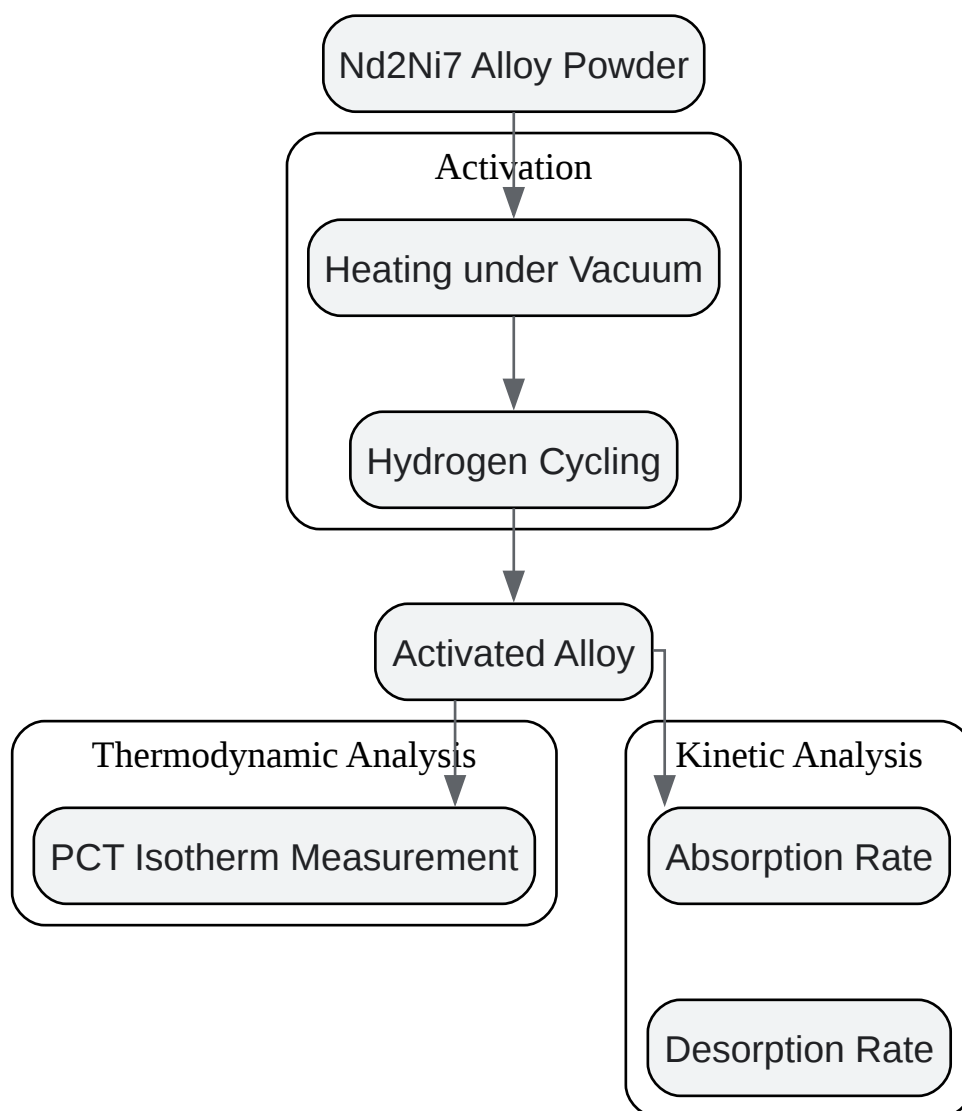 Nd2Ni7 Alloy Powder
Activation
Heating under Vacuum
Hydrogen Cycling
Activated Alloy
Thermodynamic Analysis
Kinetic Analysis
PCT Isotherm Measurement
Absorption Rate
Desorption Rate